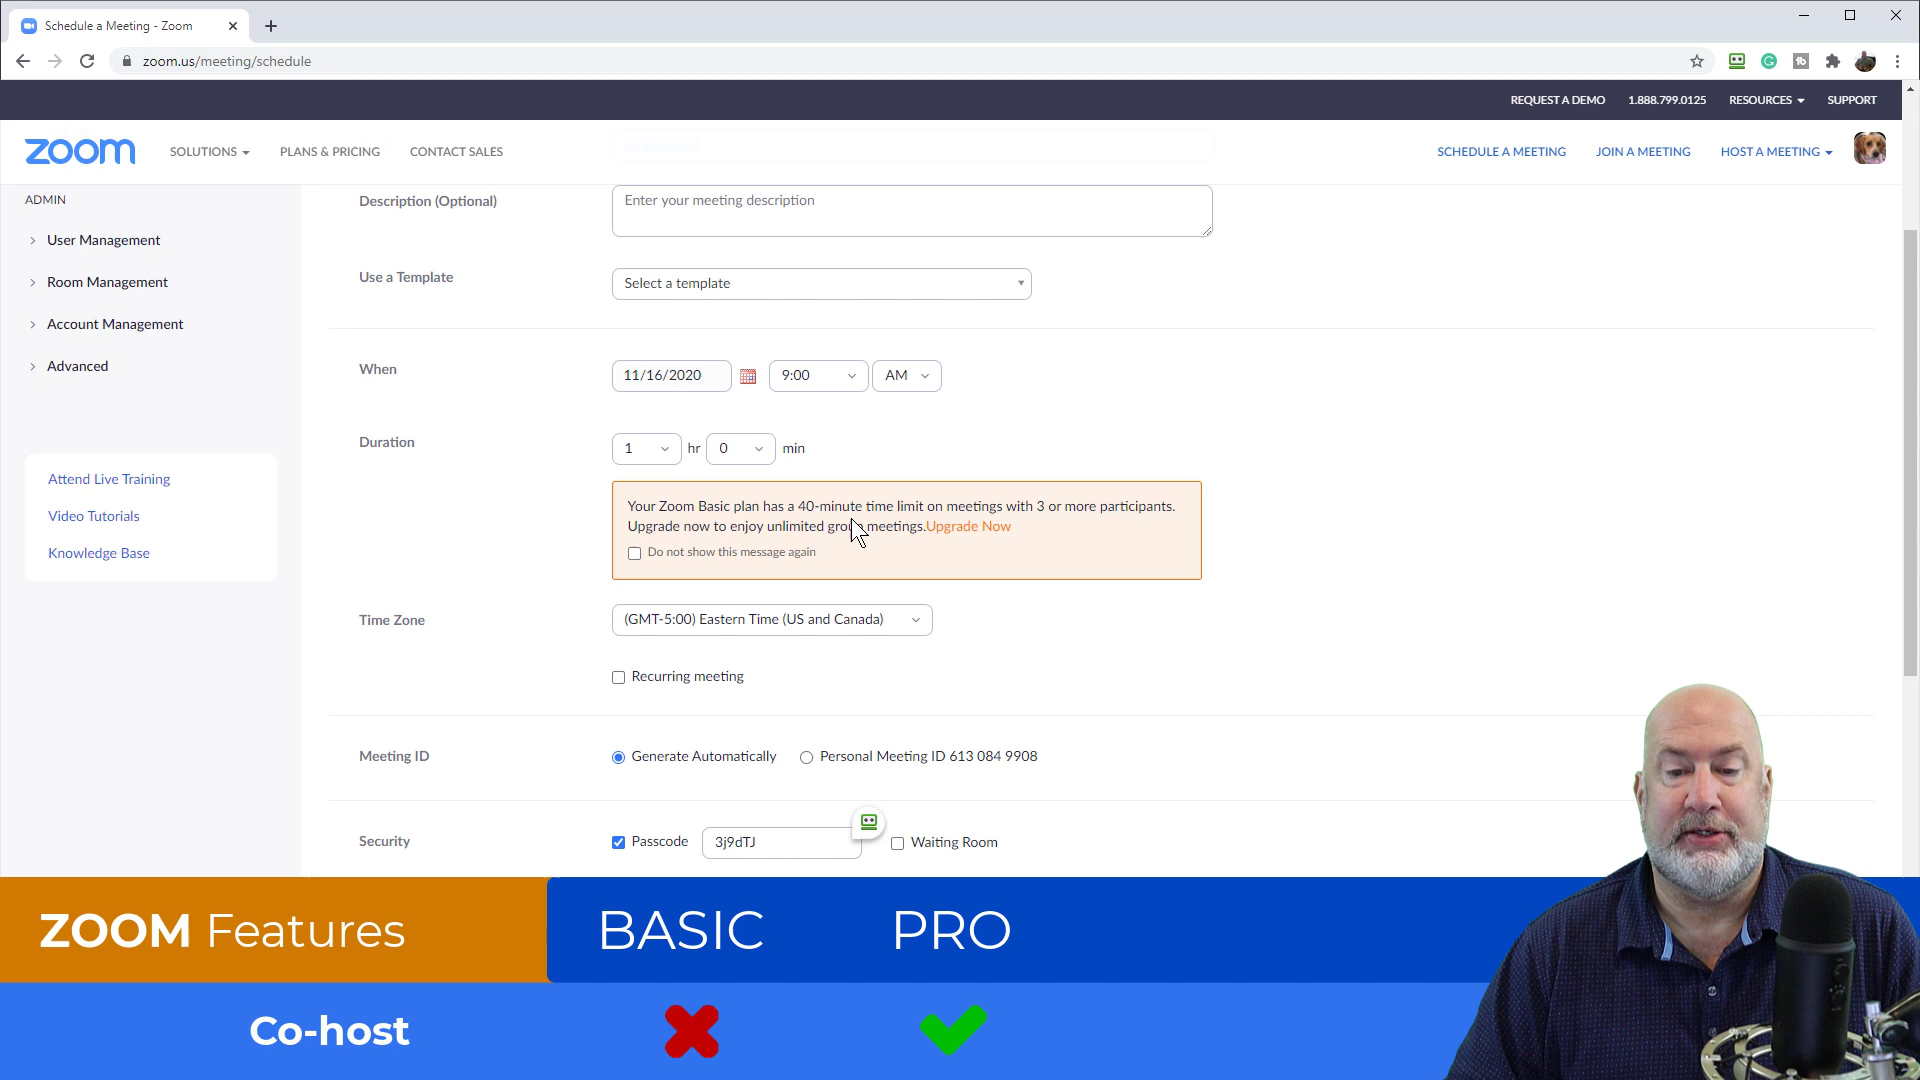 Schedule a Meeting - Zoom
zoom.us/meeting/schedule
REQUEST A DEMO 1.888.799.0125 RESOURCES SUPPORT
zoom SOLUTIONS PLANS & PRICING CONTACT SALES SCHEDULE A MEETING JOIN A MEETING HOST A MEETING
ADMIN
User Management
Room Management
Account Management
Advanced
Attend Live Training
Video Tutorials
Knowledge Base
Description (Optional) Enter your meeting description
Use a Template Select a template
When 11/16/2020 9:00 AM
Duration 1 hr 0 min
Your Zoom Basic plan has a 40-minute time limit on meetings with 3 or more participants.
Upgrade now to enjoy unlimited group meetings.Upgrade Now
Do not show this message again
Time Zone (GMT-5:00) Eastern Time (US and Canada)
Recurring meeting
Meeting ID Generate Automatically Personal Meeting ID 613 084 9908
Security Passcode 3j9dTJ Waiting Room
ZOOM Features BASIC PRO
Co-host